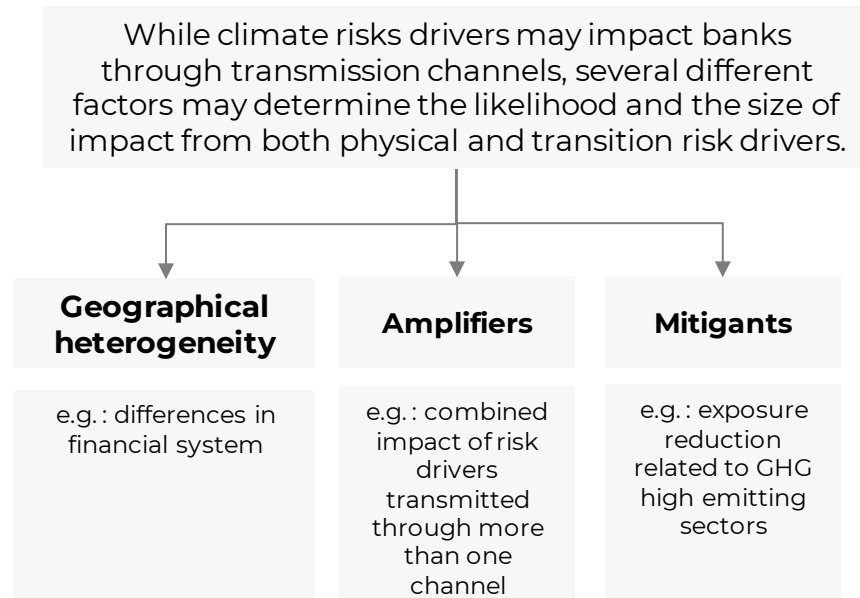 While climate risks drivers may impact banks
through transmission channels, several different
factors may determine the likelihood and the size of
impact from both physical and transition risk drivers.
Geographical
heterogeneity
Amplifiers
Mitigants
e.g.: differences in
financial system
e.g.: combined
impact of risk
drivers
transmitted
through more
than one
channel
e.g.: exposure
reduction
related to GHG
high emitting
sectors